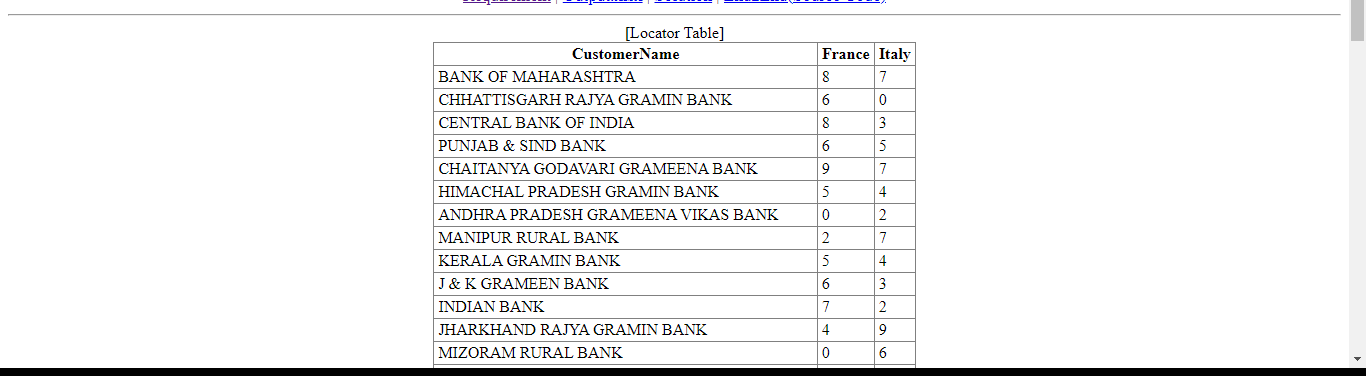 [Locator Table]
CustomerName France Italy
BANK OF MAHARASHTRA 8 7
CHHATTISGARH RAJYA GRAMIN BANK 6 0
CENTRAL BANK OF INDIA 8 3
PUNJAB & SIND BANK 6 5
CHAITANYA GODAVARI GRAMEENA BANK 9 7
HIMACHAL PRADESH GRAMIN BANK 5 4
ANDHRA PRADESH GRAMEENA VIKAS BANK 0 2
MANIPUR RURAL BANK 2 7
KERALA GRAMIN BANK 5 4
J & K GRAMEEN BANK 6 3
INDIAN BANK 7 2
JHARKHAND RAJYA GRAMIN BANK 4 9
MIZORAM RURAL BANK 0 6